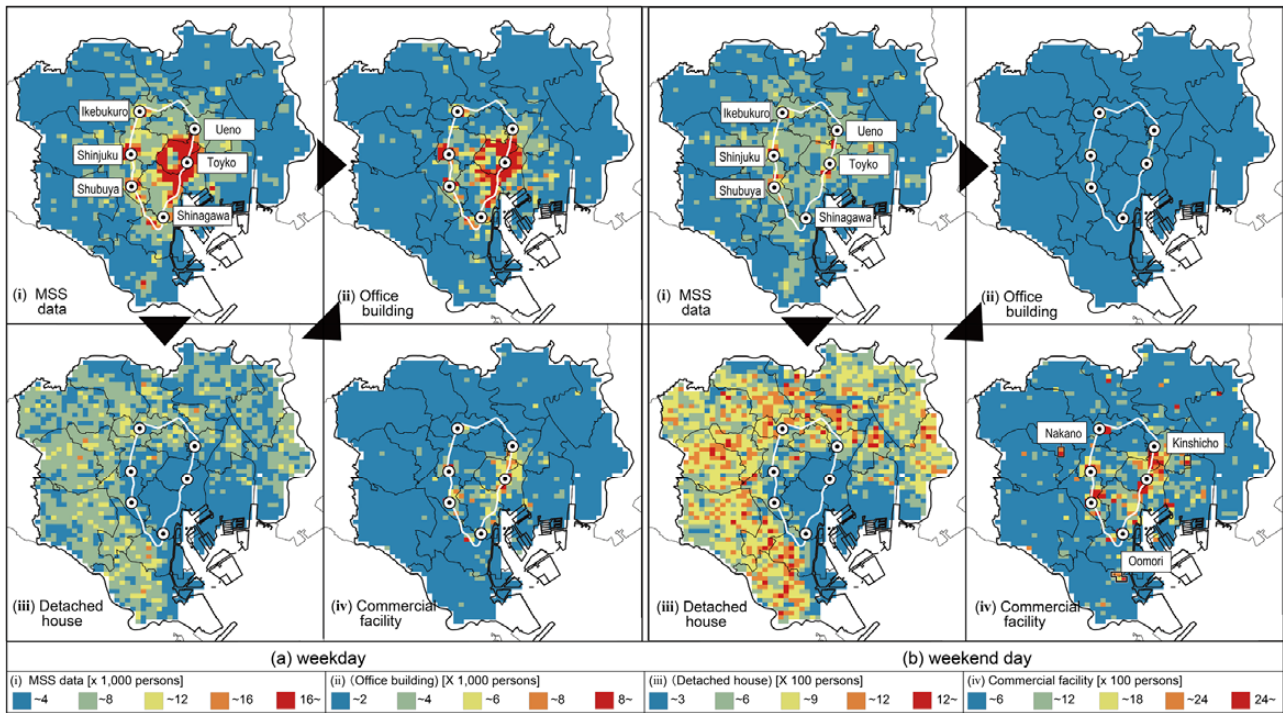 Ikebukuro
Ueno
Shinjuku
Toyko
Shubuya
Shinagawa
(i) MSS
data
(ii) Office
building
Ikebukuro
Ueno
Shinjuku
Toyko
Shubuya
Shinagawa
(i) MSS
data
(ii) Office
building
(iii) Detached
house
(iv) Commercial
facility
Nakano
Kinshicho
Oomori
(iii) Detached
house
(iv) Commercial
facility
(a) weekday
(b) weekend day
(i) MSS data [x 1,000 persons]
~4 ~8 ~12 ~16 16~
(ii) (Office building) [X 1,000 persons]
~2 ~4 ~6 ~8 8~
(iii) (Detached house) [X 100 persons]
~3 ~6 ~9 ~12 12~
(iv) Commercial facility [x 100 persons]
~6 ~12 ~18 ~24 24~